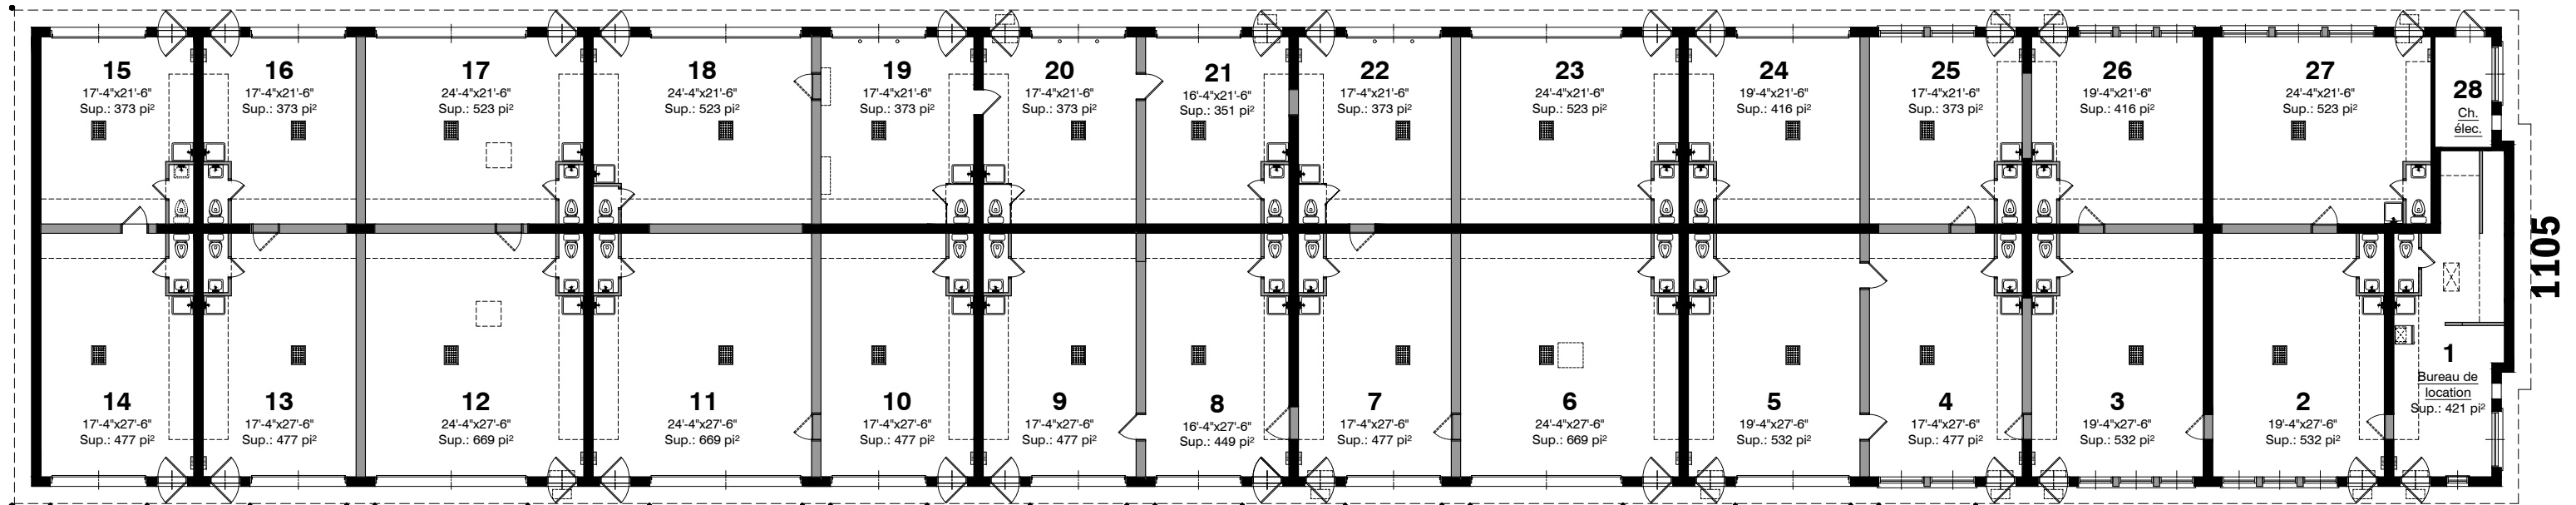 15
17'-4"x21'-6"
Sup.: 373 pi²
16
17'-4"x21'-6"
Sup.: 373 pi²
17
24'-4"x21'-6"
Sup.: 523 pi²
18
24'-4"x21'-6"
Sup.: 523 pi²
19
17'-4"x21'-6"
Sup.: 373 pi²
20
17'-4"x21'-6"
Sup.: 373 pi²
21
16'-4"x21'-6"
Sup.: 351 pi²
22
17'-4"x21'-6"
Sup.: 373 pi²
23
24'-4"x21'-6"
Sup.: 523 pi²
24
19'-4"x21'-6"
Sup.: 416 pi²
25
17'-4"x21'-6"
Sup.: 373 pi²
26
19'-4"x21'-6"
Sup.: 416 pi²
27
24'-4"x21'-6"
Sup.: 523 pi²
28
Ch.
élec.
1105
14
17'-4"x27'-6"
Sup.: 477 pi²
13
17'-4"x27'-6"
Sup.: 477 pi²
12
24'-4"x27'-6"
Sup.: 669 pi²
11
24'-4"x27'-6"
Sup.: 669 pi²
10
17'-4"x27'-6"
Sup.: 477 pi²
9
17'-4"x27'-6"
Sup.: 477 pi²
8
16'-4"x27'-6"
Sup.: 449 pi²
7
17'-4"x27'-6"
Sup.: 477 pi²
6
24'-4"x27'-6"
Sup.: 669 pi²
5
19'-4"x27'-6"
Sup.: 532 pi²
4
17'-4"x27'-6"
Sup.: 477 pi²
3
19'-4"x27'-6"
Sup.: 532 pi²
2
19'-4"x27'-6"
Sup.: 532 pi²
1
Bureau de
location
Sup.: 421 pi²